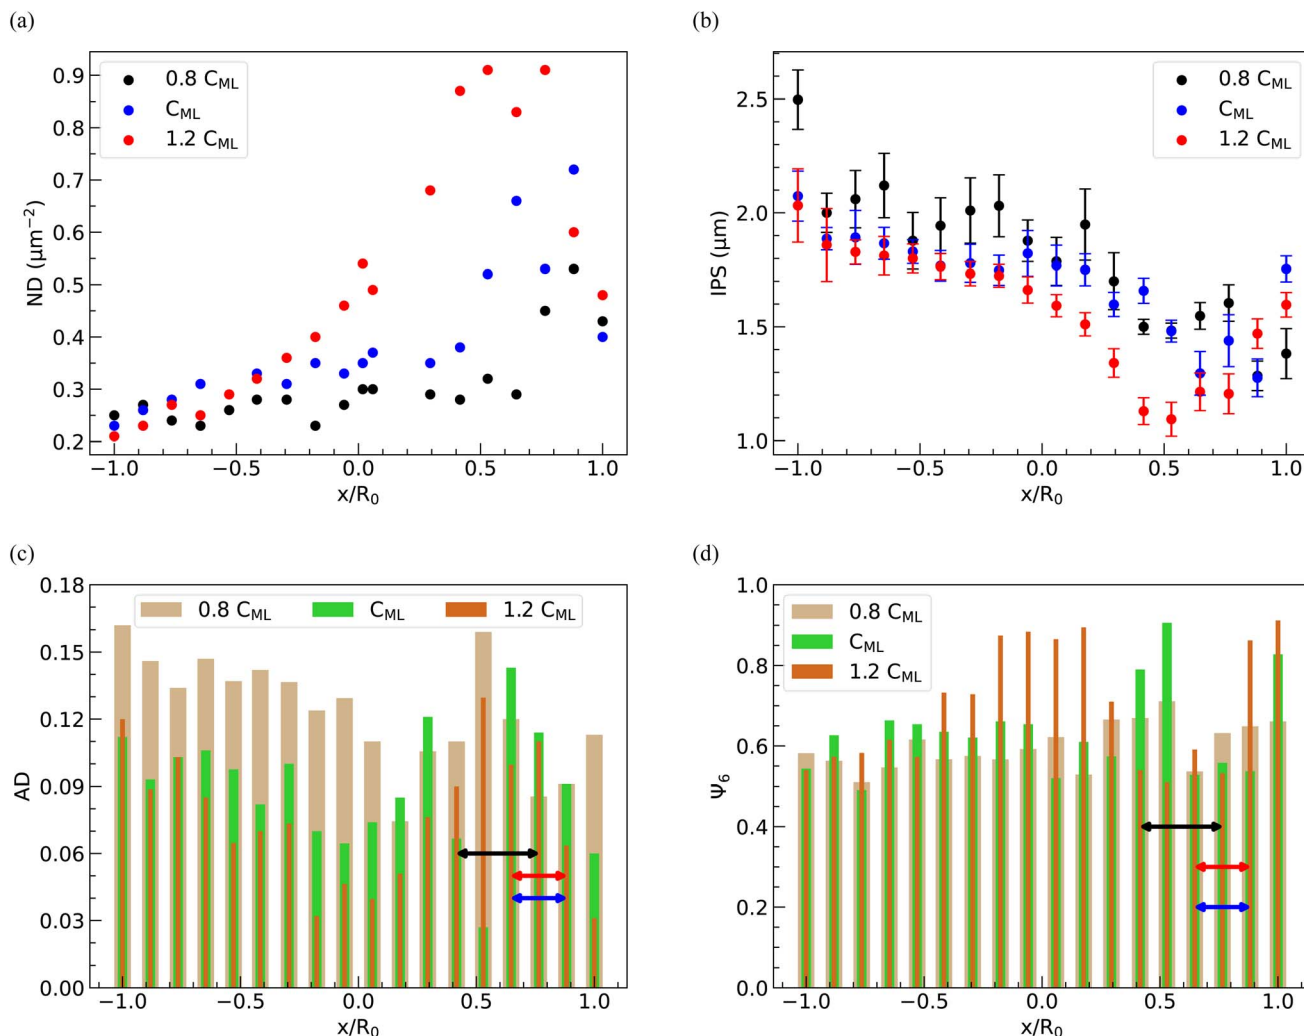 (a)
0.9
0.8
0.7
0.6
0.5
0.4
0.3
0.2
ND (μm⁻²)
0.8 C_ML
C_ML
1.2 C_ML
−1.0 −0.5 0.0 0.5 1.0
x/R₀
(b)
2.5
2.0
1.5
1.0
IPS (μm)
0.8 C_ML
C_ML
1.2 C_ML
−1.0 −0.5 0.0 0.5 1.0
x/R₀
(c)
0.18
0.15
0.12
0.09
0.06
0.03
0.00
AD
0.8 C_ML C_ML 1.2 C_ML
−1.0 −0.5 0.0 0.5 1.0
x/R₀
(d)
1.0
0.8
0.6
0.4
0.2
0.0
Ψ₆
0.8 C_ML
C_ML
1.2 C_ML
−1.0 −0.5 0.0 0.5 1.0
x/R₀